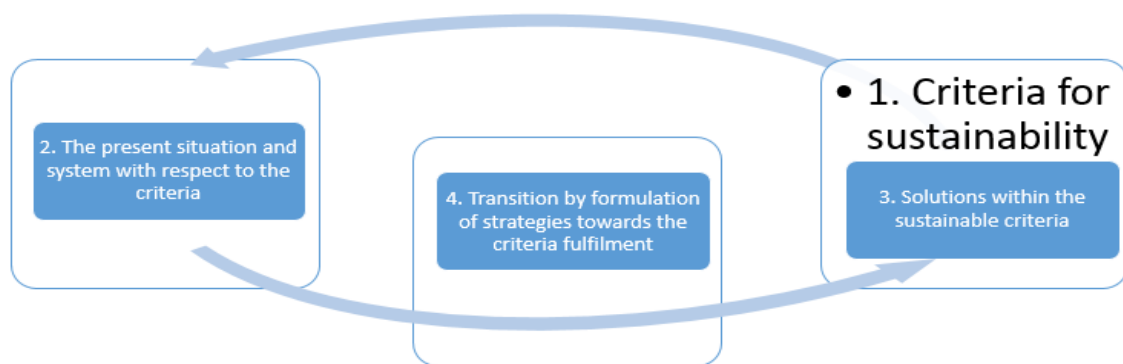 • 1. Criteria for
sustainability
2. The present situation and
system with respect to the
criteria
3. Solutions within the
sustainable criteria
4. Transition by formulation
of strategies towards the
criteria fulfilment